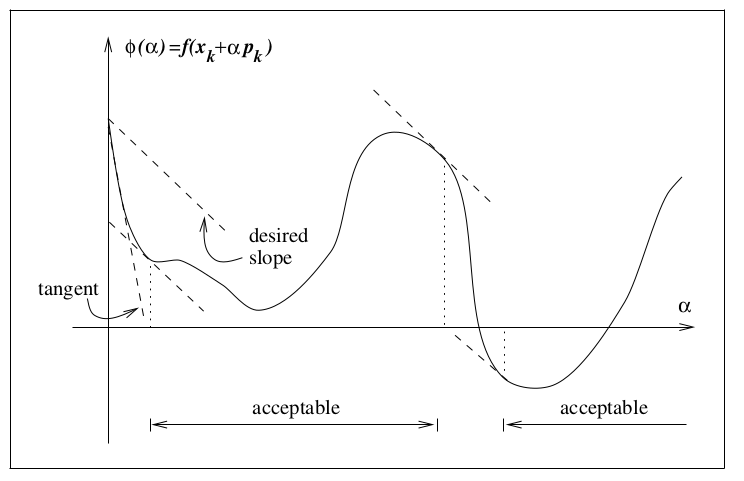 ϕ(α)=f(x_k+αp_k)
desired
slope
tangent
α
acceptable
acceptable